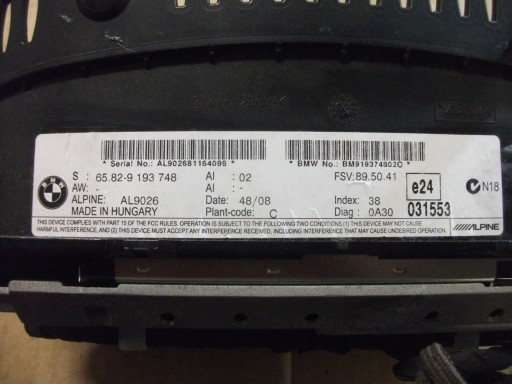 * Serial No.: AL902681164096 *
* BMW No.: BM919374802O *
BMW
S : 65.82-9 193 748 AI : 02 FSV: 89.50.41
AW: - AI : -
e24
N18
ALPINE: AL9026 Date: 48/08 Index: 38
MADE IN HUNGARY Plant-code: C Diag : 0A30 031553
THIS DEVICE COMPLIES WITH PART 15 OF THE FCC RULES. OPERATION IS SUBJECT TO THE FOLLOWING TWO CONDITIONS: (1) THIS DEVICE MAY NOT CAUSE
HARMFUL INTERFERENCE, AND (2) THIS DEVICE MUST ACCEPT ANY INTERFERENCE RECEIVED, INCLUDING INTERFERENCE THAT MAY CAUSE UNDESIRED OPERATION.
ALPINE